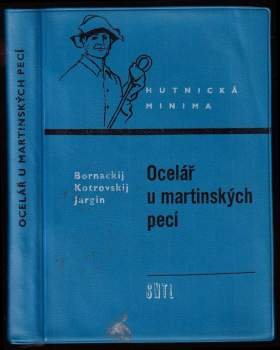 OCELÁŘ U MARTINSKÝCH PECÍ
HUTNICKÁ
MINIMA
Bornackij
Kotrovskij
Jargin
Ocelář
u martinských
pecí
SNTL